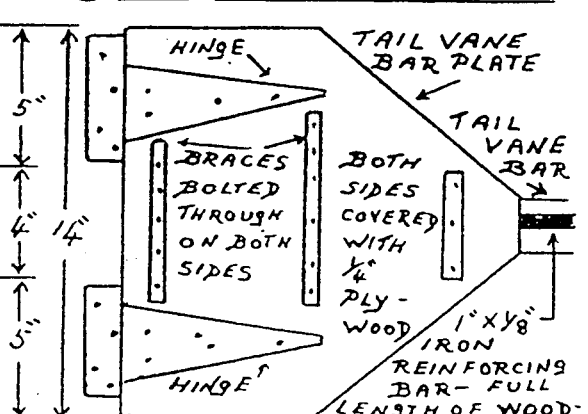 HINGE
TAIL VANE
BAR PLATE
TAIL
VANE
BAR
5"
4"
14"
5"
BRACES
BOLTED
THROUGH
ON BOTH
SIDES
BOTH
SIDES
COVERED
WITH
1/4"
PLY-
WOOD
1" X 1/8"
IRON
REINFORCING
BAR- FULL
LENGTH OF WOOD-
HINGE